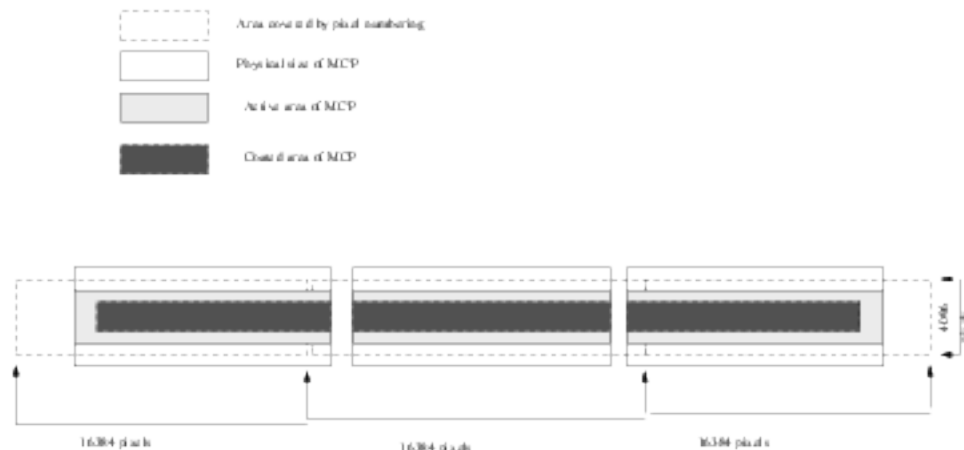 Area covered by pixel numbering
Physical size of MCP
Active area of MCP
Coated area of MCP
4096
16384 pixels
16384 pixels
16384 pixels